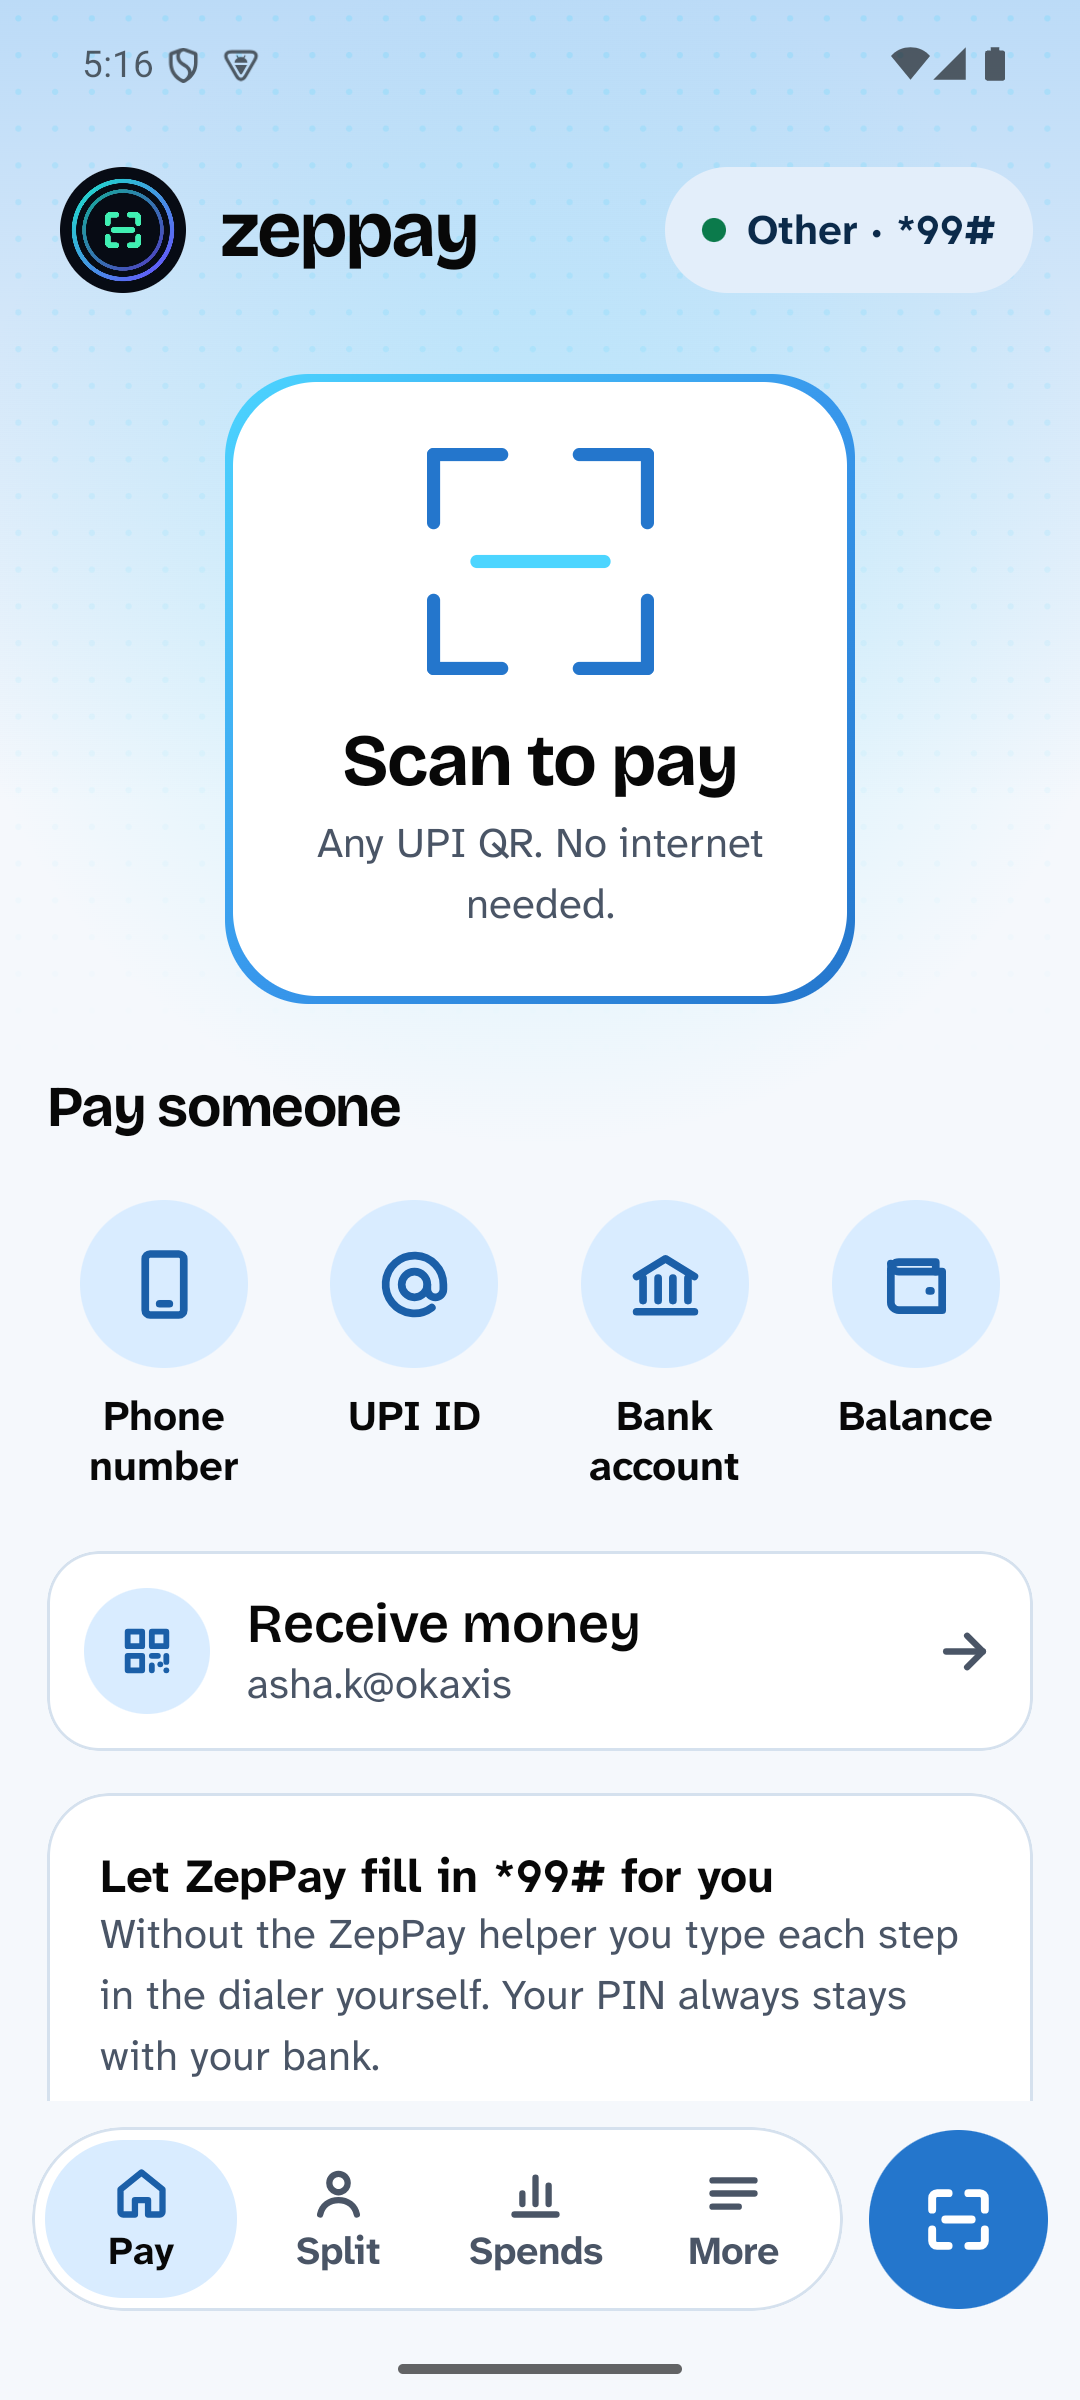 5:16
zeppay
Other · *99#
Scan to pay
Any UPI QR. No internet
needed.
Pay someone
Phone
number
UPI ID
Bank
account
Balance
Receive money
asha.k@okaxis
Let ZepPay fill in *99# for you
Without the ZepPay helper you type each step
in the dialer yourself. Your PIN always stays
with your bank.
Pay
Split
Spends
More